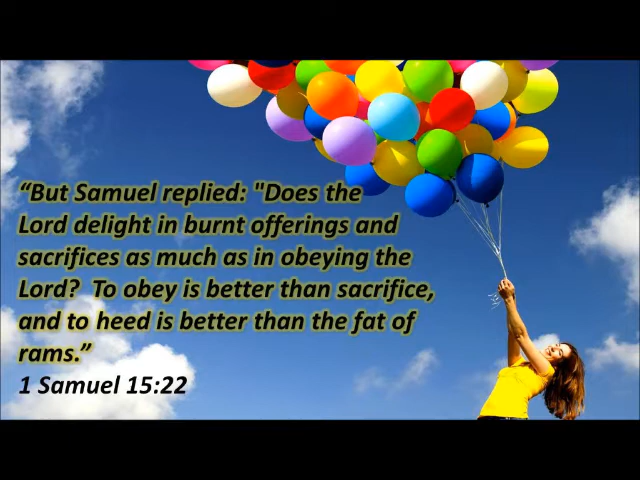 “But Samuel replied: "Does the
Lord delight in burnt offerings and
sacrifices as much as in obeying the
Lord?  To obey is better than sacrifice,
and to heed is better than the fat of
rams.”
1 Samuel 15:22